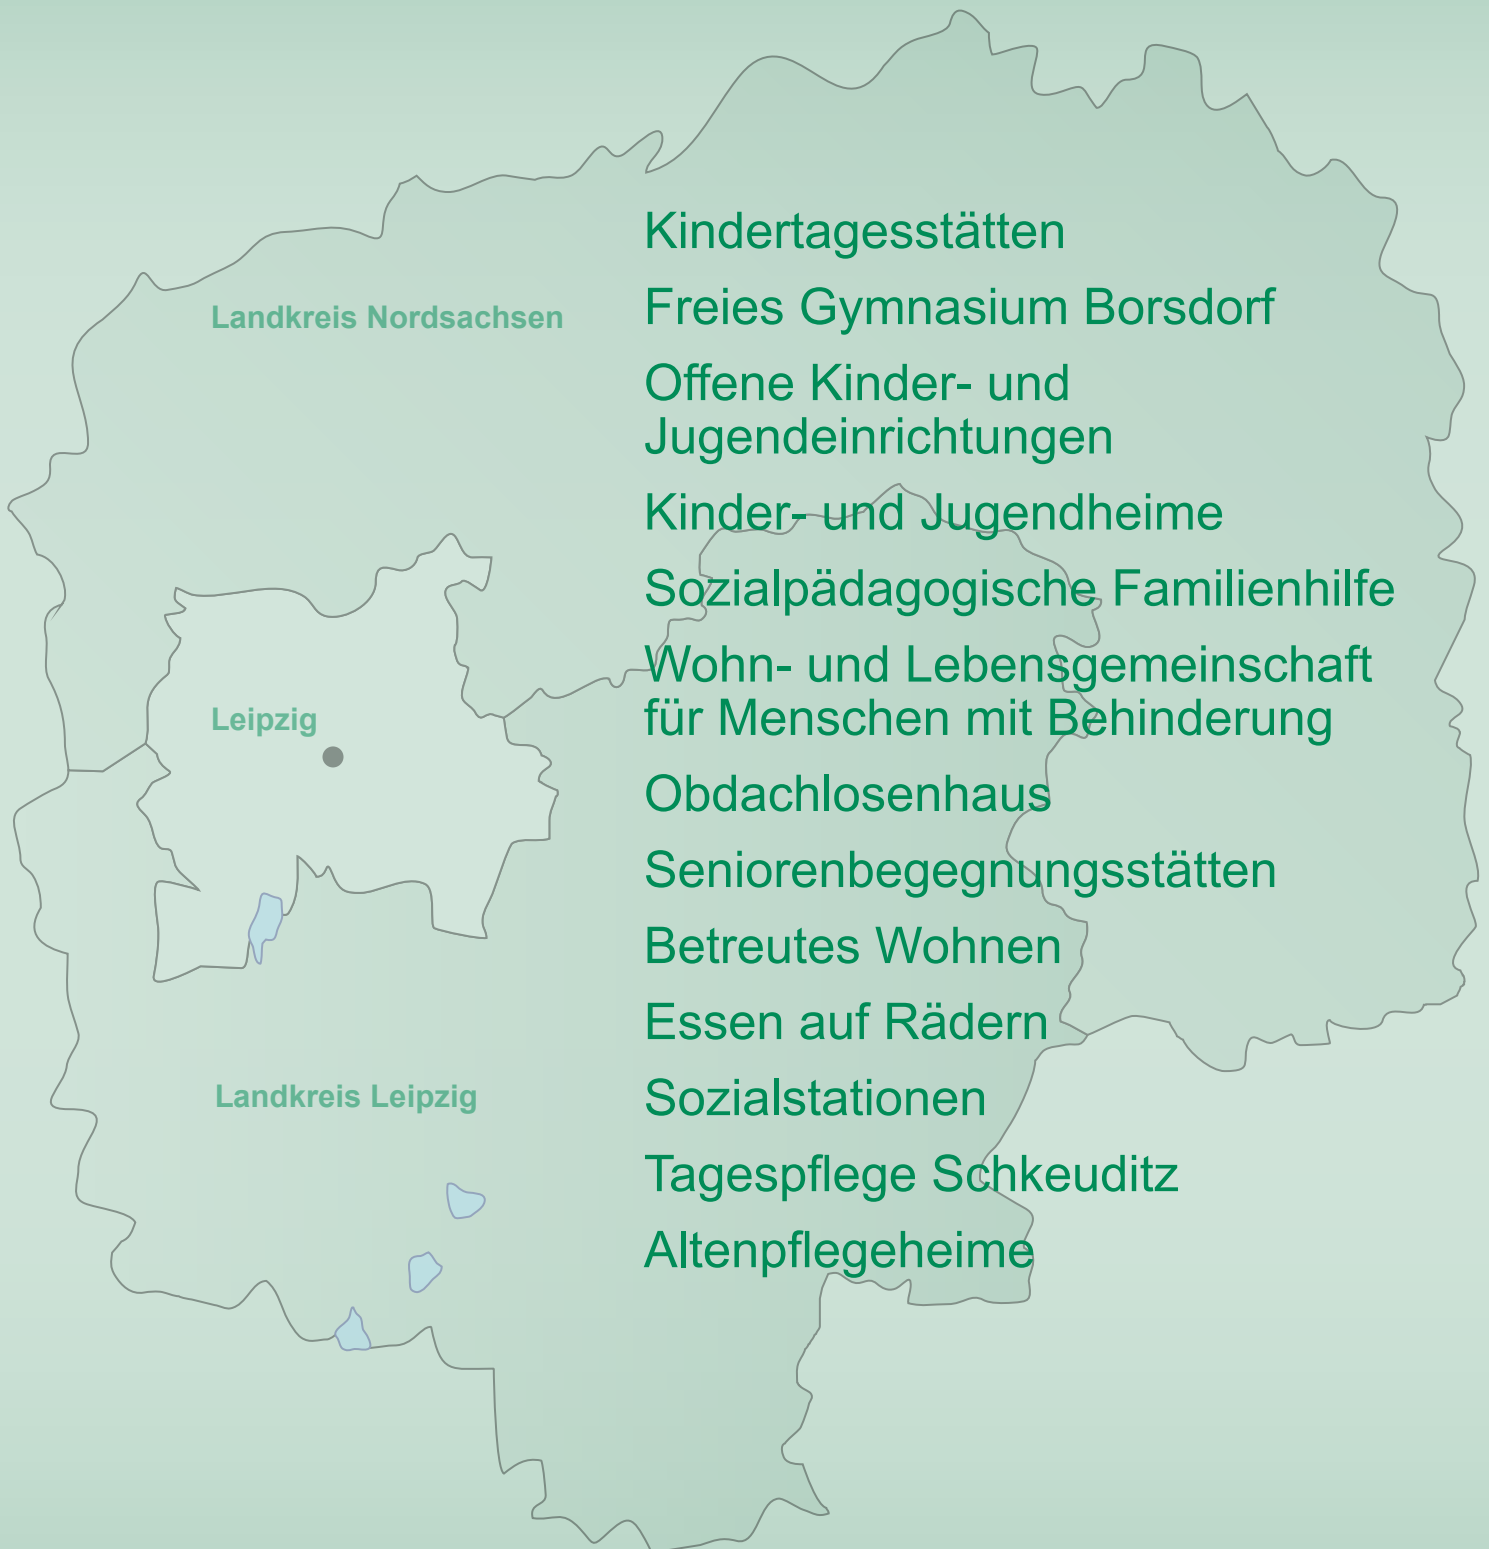 Kindertagesstätten
Landkreis Nordsachsen
Freies Gymnasium Borsdorf
Offene Kinder- und
Jugendeinrichtungen
Kinder- und Jugendheime
Sozialpädagogische Familienhilfe
Wohn- und Lebensgemeinschaft
für Menschen mit Behinderung
Leipzig
Obdachlosenhaus
Seniorenbegegnungsstätten
Betreutes Wohnen
Essen auf Rädern
Sozialstationen
Landkreis Leipzig
Tagespflege Schkeuditz
Altenpflegeheime